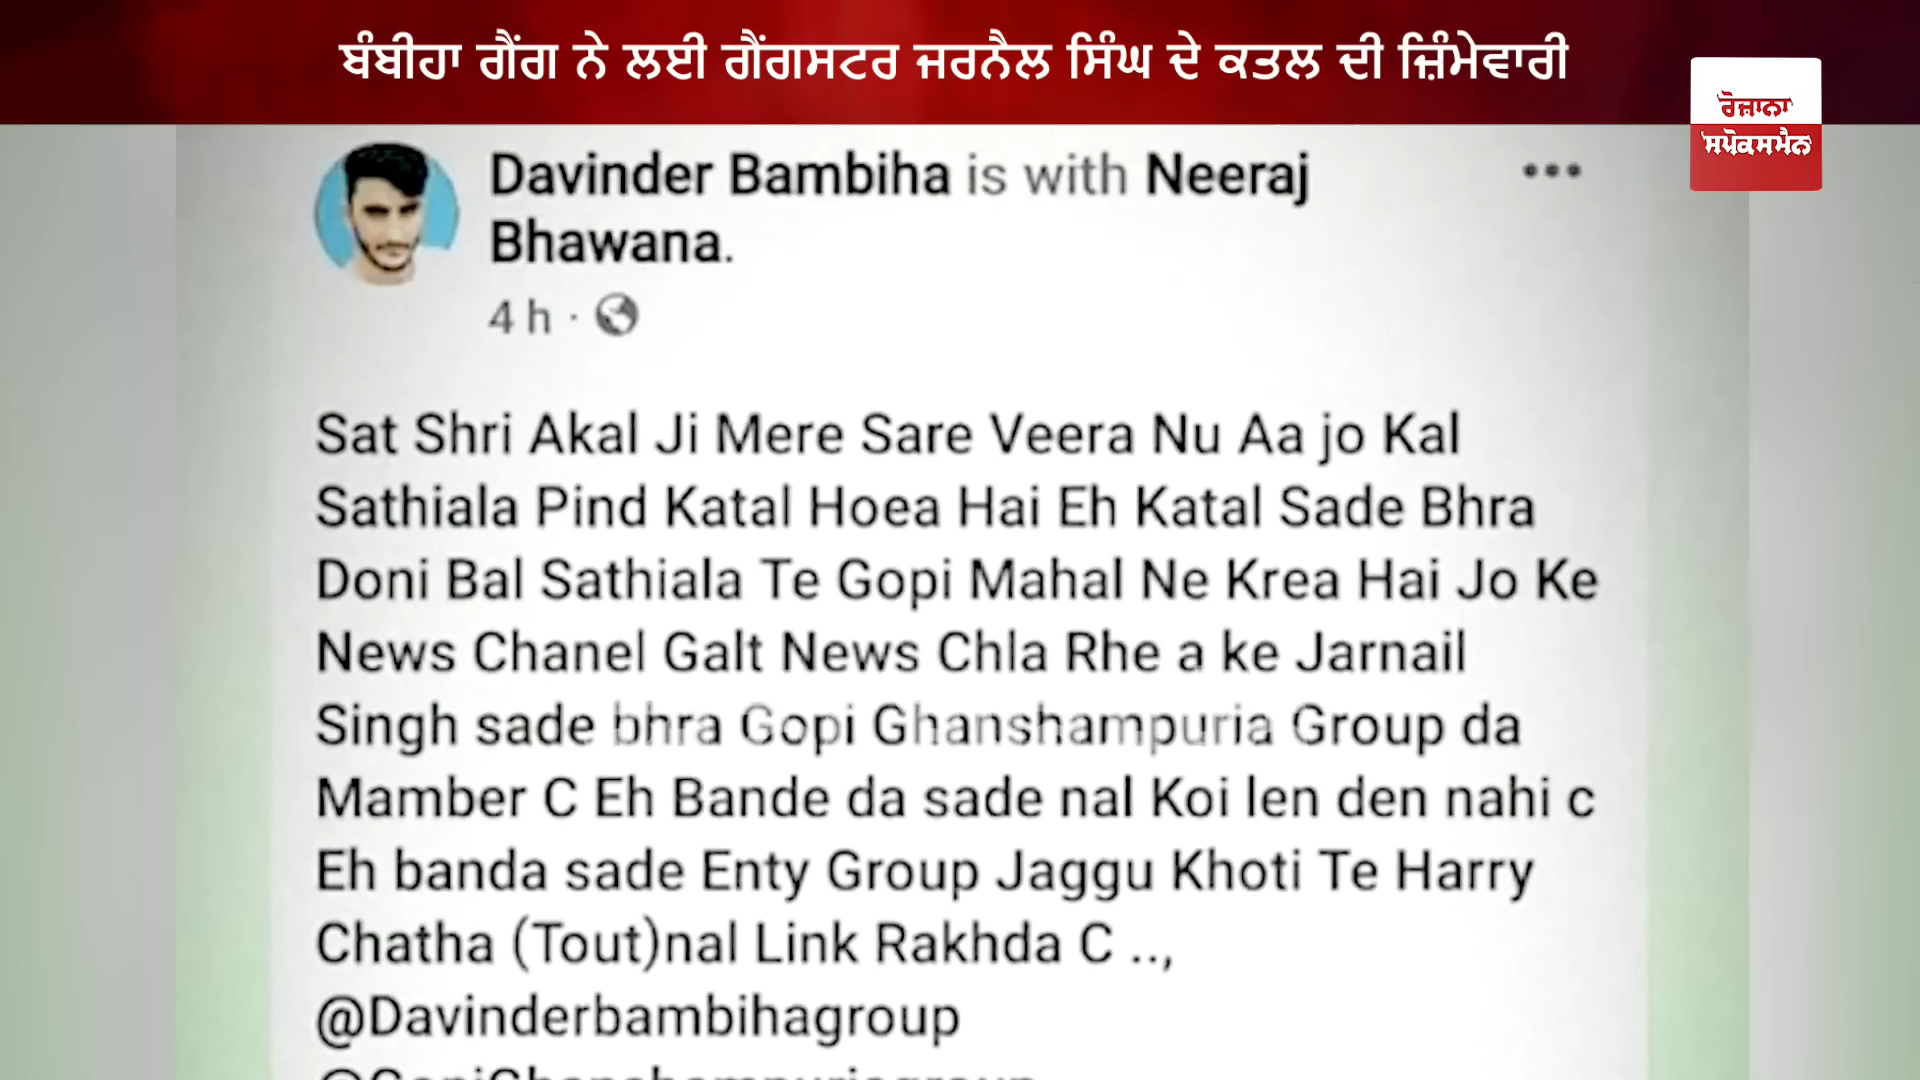 ਬੰਬੀਹਾ ਗੈਂਗ ਨੇ ਲਈ ਗੈਂਗਸਟਰ ਜਰਨੈਲ ਸਿੰਘ ਦੇ ਕਤਲ ਦੀ ਜ਼ਿੰਮੇਵਾਰੀ
ਰੋਜ਼ਾਨਾ
ਸਪੋਕਸਮੈਨ
Davinder Bambiha is with Neeraj
Bhawana.
4 h ·
Sat Shri Akal Ji Mere Sare Veera Nu Aa jo Kal
Sathiala Pind Katal Hoea Hai Eh Katal Sade Bhra
Doni Bal Sathiala Te Gopi Mahal Ne Krea Hai Jo Ke
News Chanel Galt News Chla Rhe a ke Jarnail
Singh sade bhra Gopi Ghanshampuria Group da
Mamber C Eh Bande da sade nal Koi len den nahi c
Eh banda sade Enty Group Jaggu Khoti Te Harry
Chatha (Tout)nal Link Rakhda C ..,
@Davinderbambihagroup